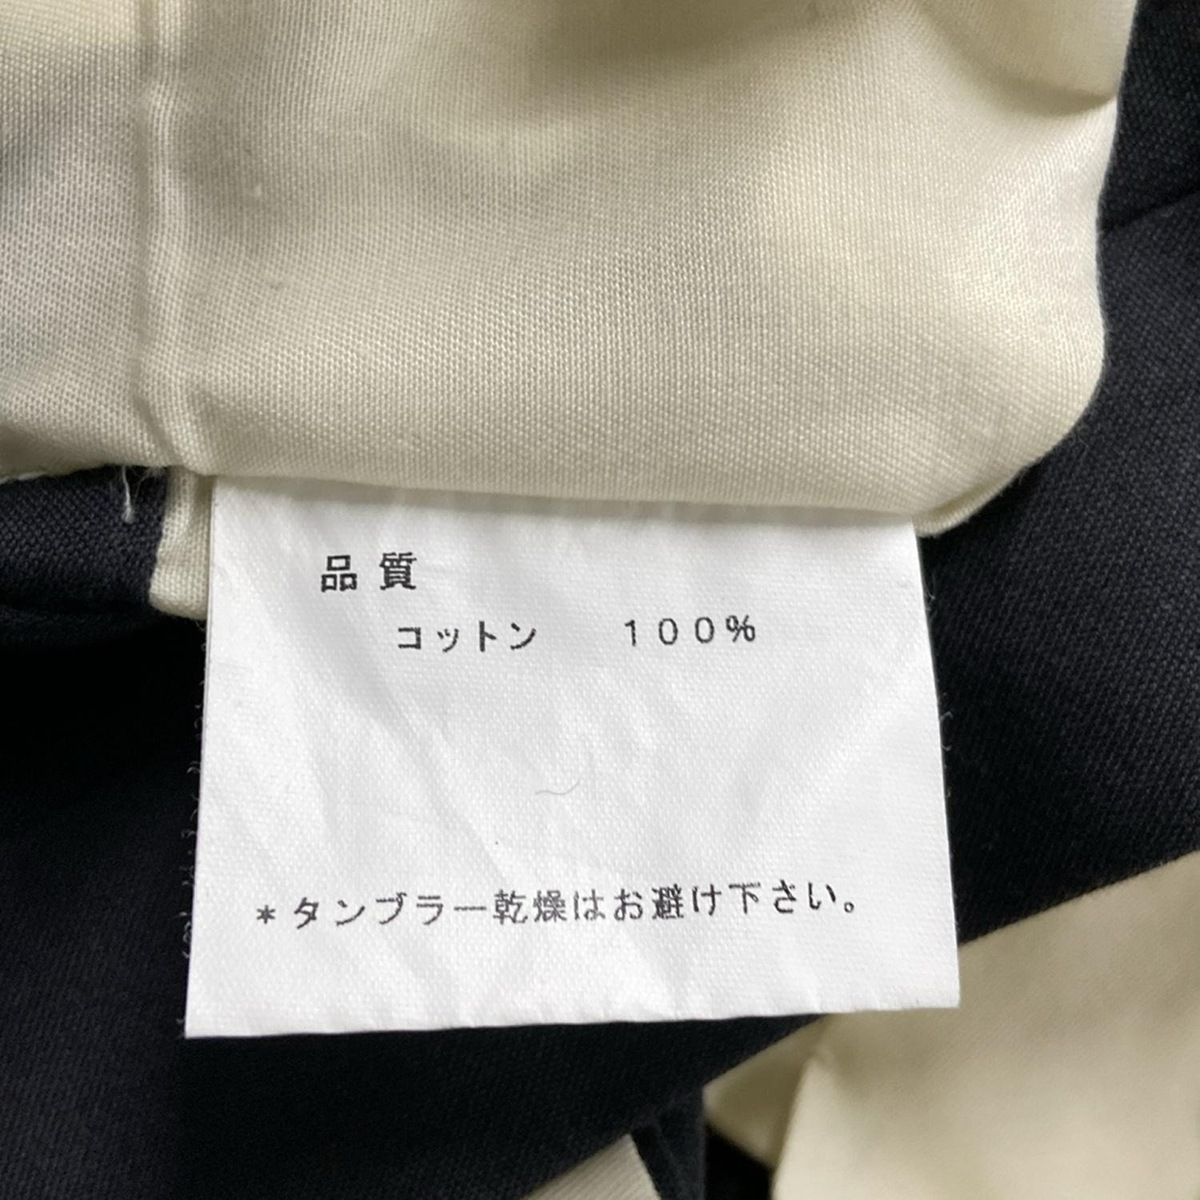 品質
コットン　１００％
＊タンブラー乾燥はお避け下さい。